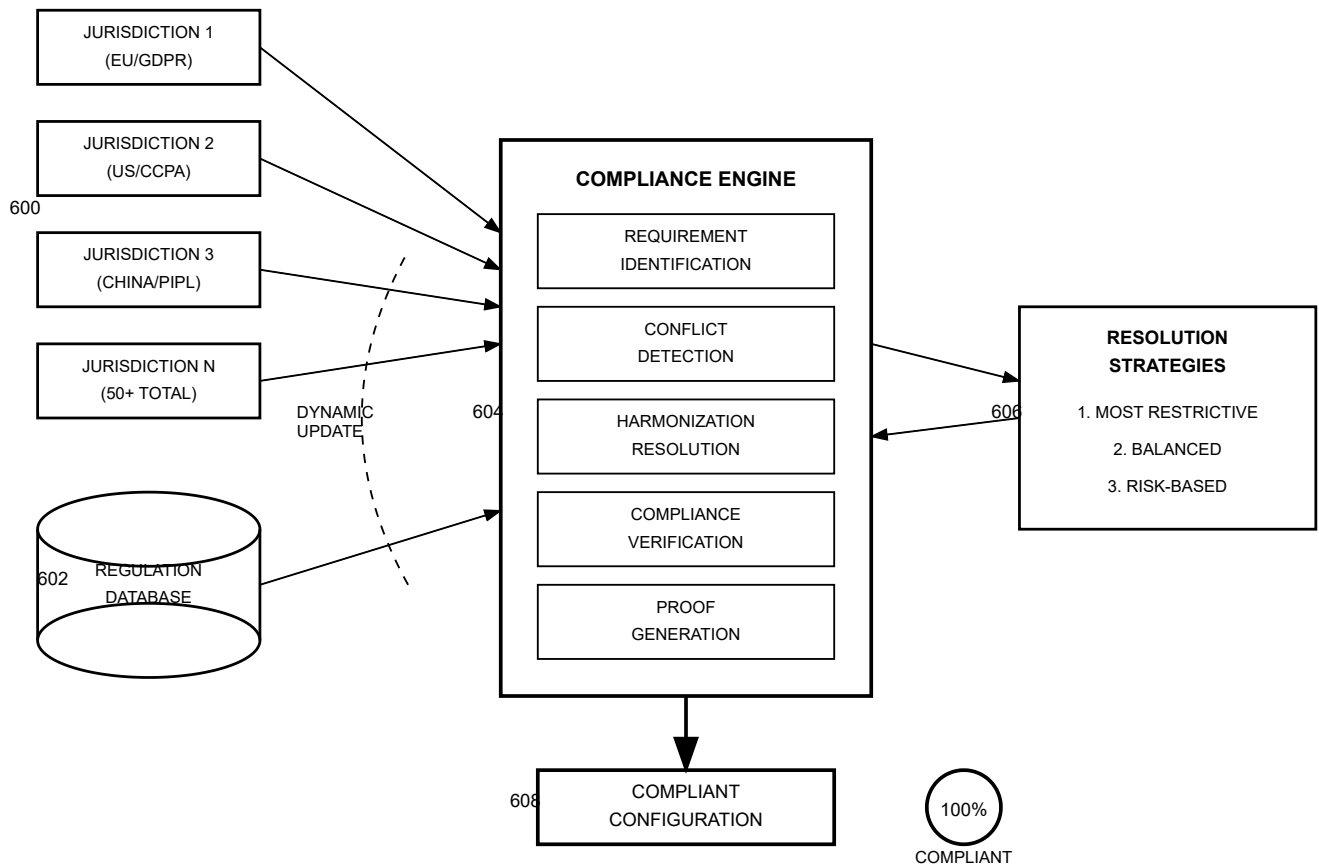 JURISDICTION 1
(EU/GDPR)
JURISDICTION 2
(US/CCPA)
600
JURISDICTION 3
(CHINA/PIPL)
JURISDICTION N
(50+ TOTAL)
DYNAMIC
UPDATE
602
REGULATION
DATABASE
604
COMPLIANCE ENGINE
REQUIREMENT
IDENTIFICATION
CONFLICT
DETECTION
HARMONIZATION
RESOLUTION
COMPLIANCE
VERIFICATION
PROOF
GENERATION
606
RESOLUTION
STRATEGIES
1. MOST RESTRICTIVE
2. BALANCED
3. RISK-BASED
608
COMPLIANT
CONFIGURATION
100%
COMPLIANT